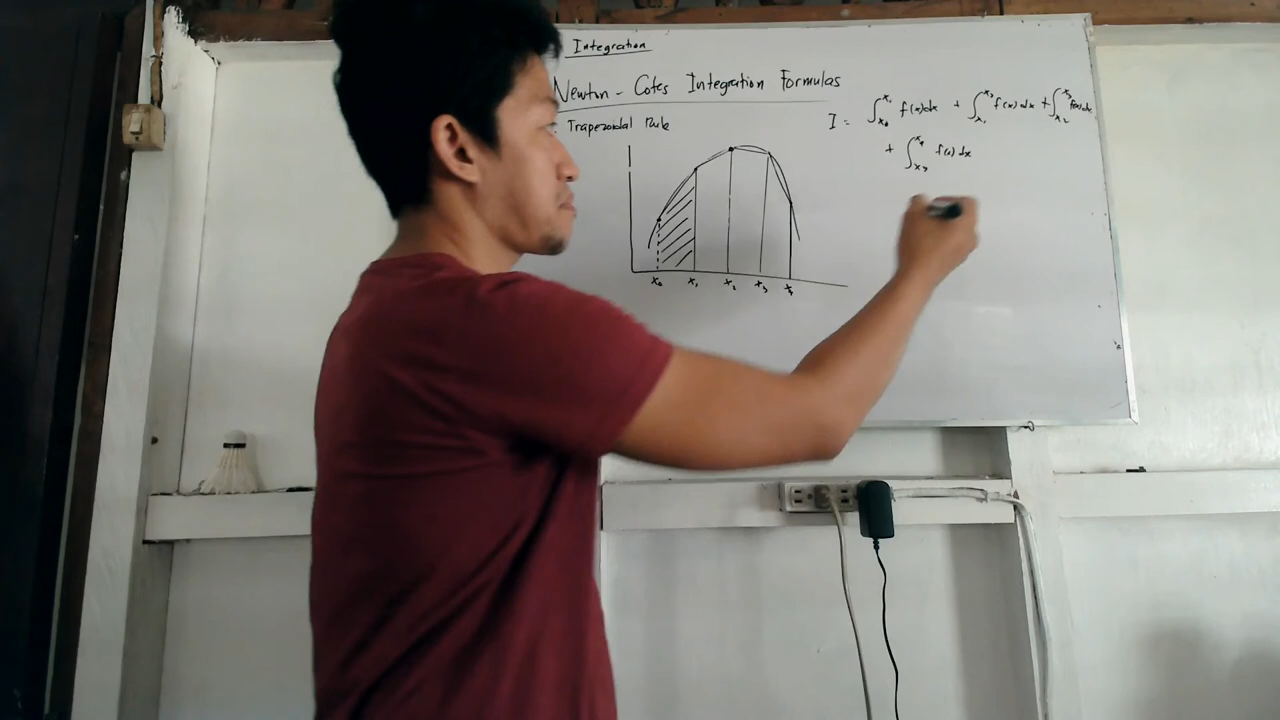 Integration
Newton - Cotes Integration Formulas
Trapezoidal Rule
I = ∫x₀x₁ f(x)dx + ∫x₁x₂ f(x)dx + ∫x₂x₃ f(x)dx
+ ∫x₃x₄ f(x)dx
x₀ x₁ x₂ x₃ x₄